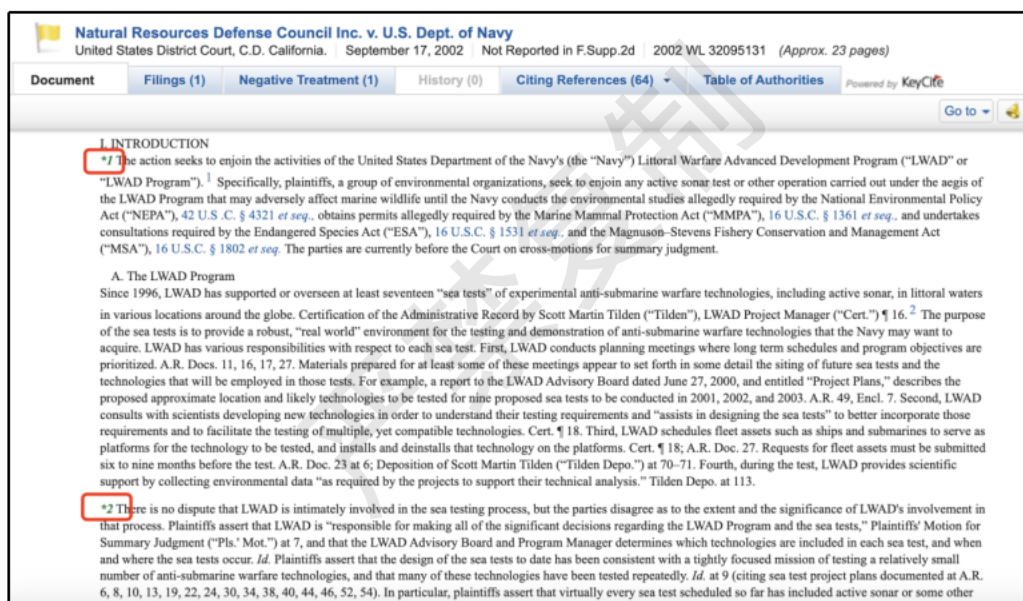 Natural Resources Defense Council Inc. v. U.S. Dept. of Navy
United States District Court, C.D. California. September 17, 2002 Not Reported in F.Supp.2d 2002 WL 32095131 (Approx. 23 pages)
Document Filings (1) Negative Treatment (1) History (0) Citing References (64) Table of Authorities Powered by KeyCite
Go to
I. INTRODUCTION
*1 The action seeks to enjoin the activities of the United States Department of the Navy's (the “Navy”) Littoral Warfare Advanced Development Program (“LWAD” or
“LWAD Program”). 1 Specifically, plaintiffs, a group of environmental organizations, seek to enjoin any active sonar test or other operation carried out under the aegis of
the LWAD Program that may adversely affect marine wildlife until the Navy conducts the environmental studies allegedly required by the National Environmental Policy
Act (“NEPA”), 42 U.S .C. § 4321 et seq., obtains permits allegedly required by the Marine Mammal Protection Act (“MMPA”), 16 U.S.C. § 1361 et seq., and undertakes
consultations required by the Endangered Species Act (“ESA”), 16 U.S.C. § 1531 et seq., and the Magnuson–Stevens Fishery Conservation and Management Act
(“MSA”), 16 U.S.C. § 1802 et seq. The parties are currently before the Court on cross-motions for summary judgment.
A. The LWAD Program
Since 1996, LWAD has supported or overseen at least seventeen “sea tests” of experimental anti-submarine warfare technologies, including active sonar, in littoral waters
in various locations around the globe. Certification of the Administrative Record by Scott Martin Tilden (“Tilden”), LWAD Project Manager (“Cert.”) ¶ 16. 2 The purpose
of the sea tests is to provide a robust, “real world” environment for the testing and demonstration of anti-submarine warfare technologies that the Navy may want to
acquire. LWAD has various responsibilities with respect to each sea test. First, LWAD conducts planning meetings where long term schedules and program objectives are
prioritized. A.R. Docs. 11, 16, 17, 27. Materials prepared for at least some of these meetings appear to set forth in some detail the siting of future sea tests and the
technologies that will be employed in those tests. For example, a report to the LWAD Advisory Board dated June 27, 2000, and entitled “Project Plans,” describes the
proposed approximate location and likely technologies to be tested for nine proposed sea tests to be conducted in 2001, 2002, and 2003. A.R. 49, Encl. 7. Second, LWAD
consults with scientists developing new technologies in order to understand their testing requirements and “assists in designing the sea tests” to better incorporate those
requirements and to facilitate the testing of multiple, yet compatible technologies. Cert. ¶ 18. Third, LWAD schedules fleet assets such as ships and submarines to serve as
platforms for the technology to be tested, and installs and deinstalls that technology on the platforms. Cert. ¶ 18; A.R. Doc. 27. Requests for fleet assets must be submitted
six to nine months before the test. A.R. Doc. 23 at 6; Deposition of Scott Martin Tilden (“Tilden Depo.”) at 70–71. Fourth, during the test, LWAD provides scientific
support by collecting environmental data “as required by the projects to support their technical analysis.” Tilden Depo. at 113.
*2 There is no dispute that LWAD is intimately involved in the sea testing process, but the parties disagree as to the extent and the significance of LWAD's involvement in
that process. Plaintiffs assert that LWAD is “responsible for making all of the significant decisions regarding the LWAD Program and the sea tests,” Plaintiffs' Motion for
Summary Judgment (“Pls.' Mot.”) at 7, and that the LWAD Advisory Board and Program Manager determines which technologies are included in each sea test, and when
and where the sea tests occur. Id. Plaintiffs assert that the design of the sea tests to date has been consistent with a tightly focused mission of testing a relatively small
number of anti-submarine warfare technologies, and that many of these technologies have been tested repeatedly. Id. at 9 (citing sea test project plans documented at A.R.
6, 8, 10, 13, 19, 22, 24, 30, 34, 38, 40, 44, 46, 52, 54). In particular, plaintiffs assert that virtually every sea test scheduled so far has included active sonar or some other
严禁复制